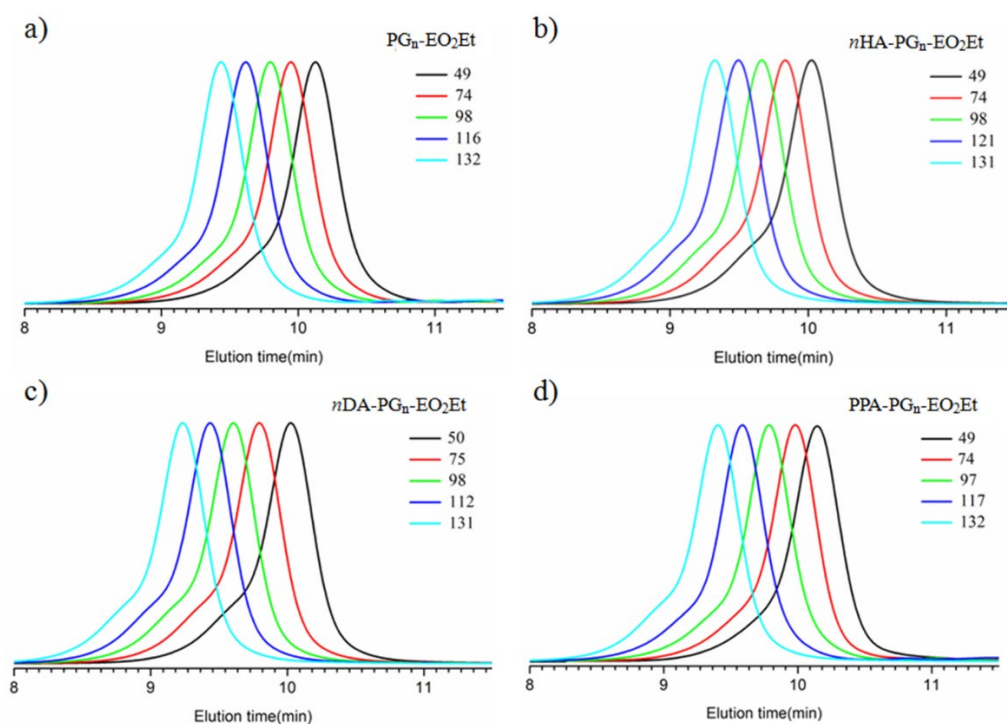 a)
PGn-EO2Et
49
74
98
116
132
8 9 10 11
Elution time(min)
b)
nHA-PGn-EO2Et
49
74
98
121
131
8 9 10 11
Elution time(min)
c)
nDA-PGn-EO2Et
50
75
98
112
131
8 9 10 11
Elution time(min)
d)
PPA-PGn-EO2Et
49
74
97
117
132
8 9 10 11
Elution time(min)